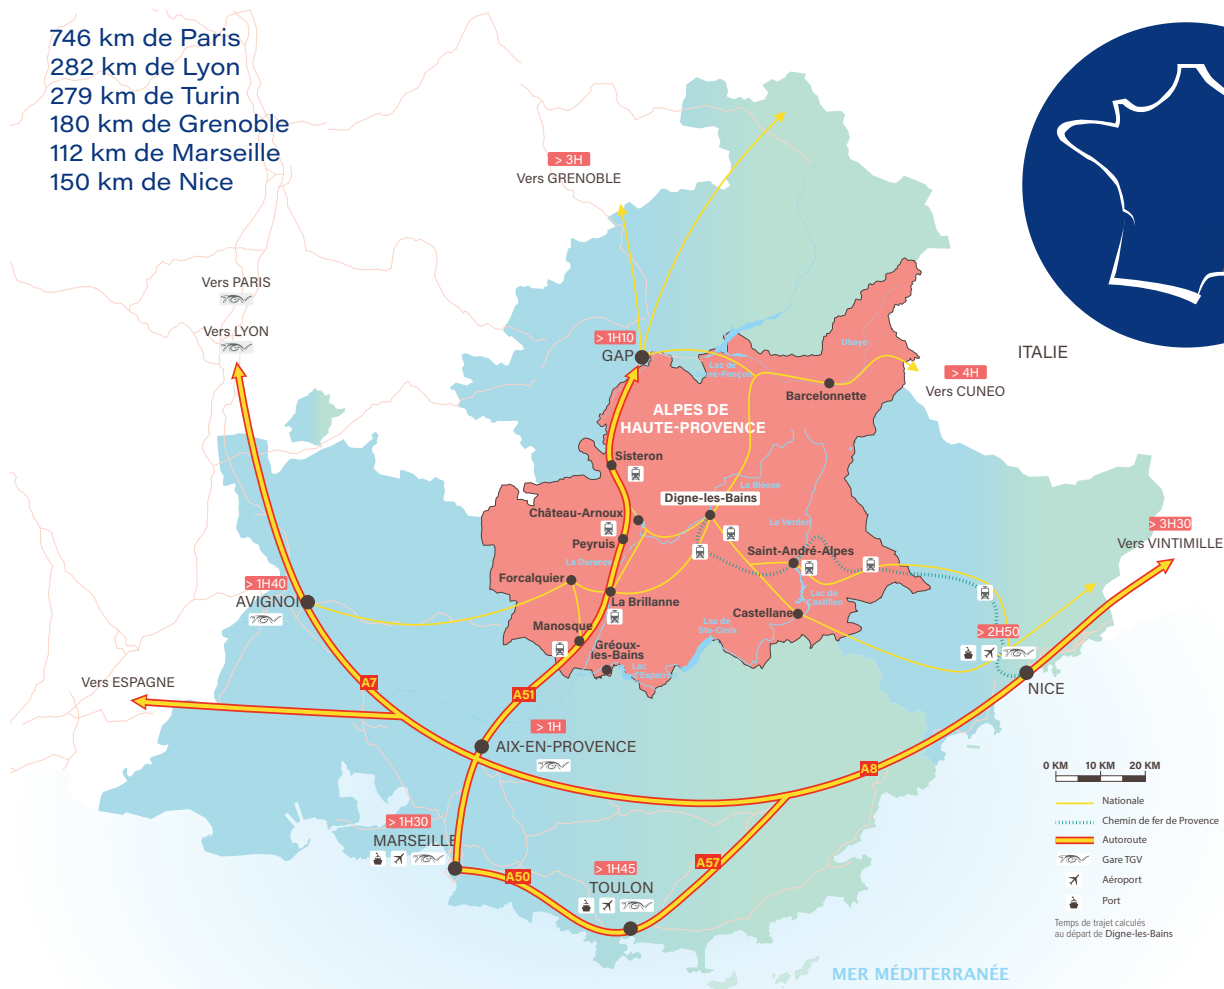 746 km de Paris
282 km de Lyon
279 km de Turin
180 km de Grenoble
112 km de Marseille
150 km de Nice
> 3H
Vers GRENOBLE
Vers PARIS
Vers LYON
> 1H10
GAP
Ubaye
Lac de
ITALIE
> 4H
Vers CUNEO
Barcelonnette
ALPES DE
HAUTE-PROVENCE
Sisteron
La Bléone
Digne-les-Bains
Château-Arnoux
Le Verdon
> 3H30
Vers VINTIMILLE
Peyruis
Saint-André-Alpes
La Durance
Forcalquier
> 1H40
AVIGNON
La Brillanne
Lac de
Castillon
Castellane
Manosque
Lac de
Ste-Croix
> 2H50
Gréoux-
les-Bains
Lac
d'Esparron
Vers ESPAGNE
A7
A51
NICE
> 1H
AIX-EN-PROVENCE
A8
0 KM 10 KM 20 KM
Nationale
Chemin de fer de Provence
Autoroute
Gare TGV
Aéroport
Port
Temps de trajet calculés
au départ de Digne-les-Bains
> 1H30
MARSEILLE
A50
> 1H45
TOULON
A57
MER MÉDITERRANÉE